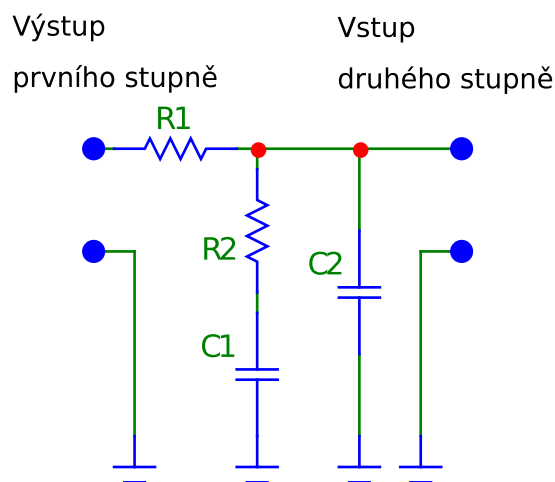 Výstup
prvního stupně
Vstup
druhého stupně
R1
R2
C2
C1